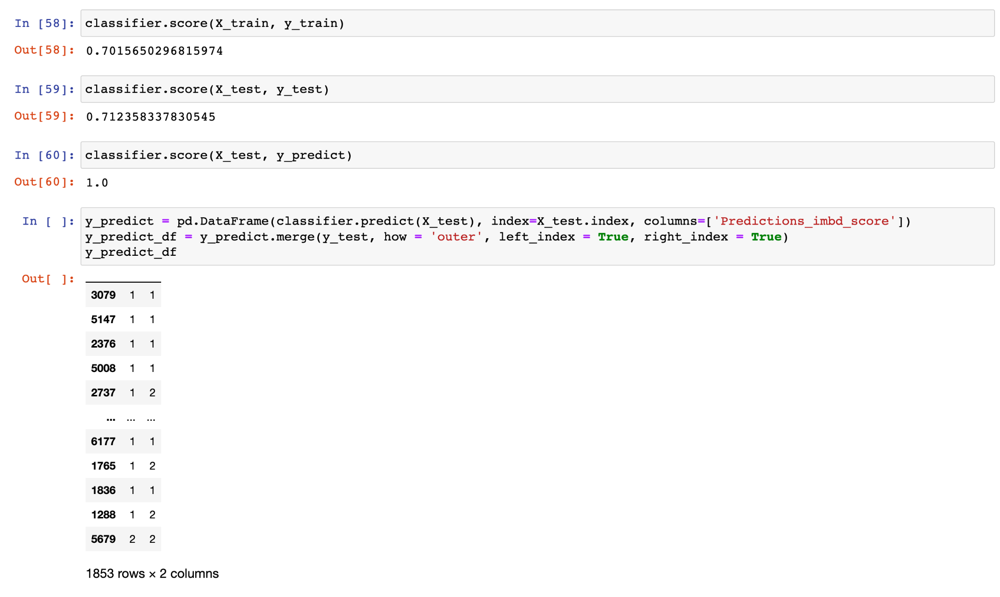 In [58]: classifier.score(X_train, y_train)
Out[58]: 0.7015650296815974
In [59]: classifier.score(X_test, y_test)
Out[59]: 0.712358337830545
In [60]: classifier.score(X_test, y_predict)
Out[60]: 1.0
In [ ]: y_predict = pd.DataFrame(classifier.predict(X_test), index=X_test.index, columns=['Predictions_imbd_score'])
y_predict_df = y_predict.merge(y_test, how = 'outer', left_index = True, right_index = True)
y_predict_df
Out[ ]:
3079 1 1
5147 1 1
2376 1 1
5008 1 1
2737 1 2
... ... ...
6177 1 1
1765 1 2
1836 1 1
1288 1 2
5679 2 2
1853 rows × 2 columns